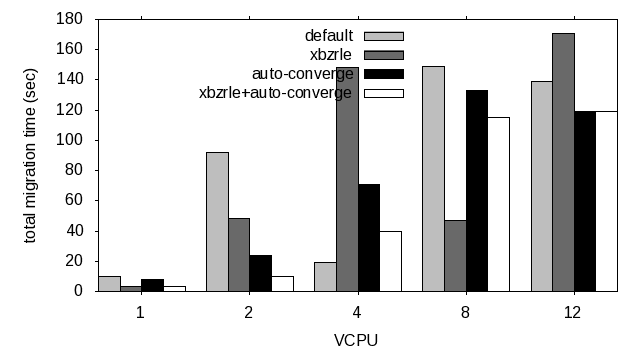 180
160
140
120
100
80
60
40
20
0
total migration time (sec)
default
xbzrle
auto-converge
xbzrle+auto-converge
1 2 4 8 12
VCPU